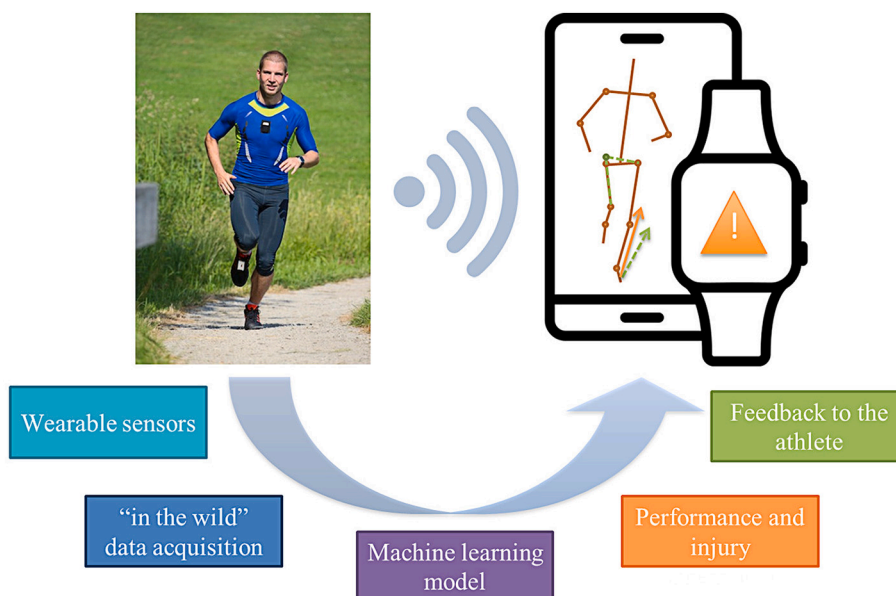 !
Wearable sensors
“in the wild”
data acquisition
Machine learning
model
Performance and
injury
Feedback to the
athlete